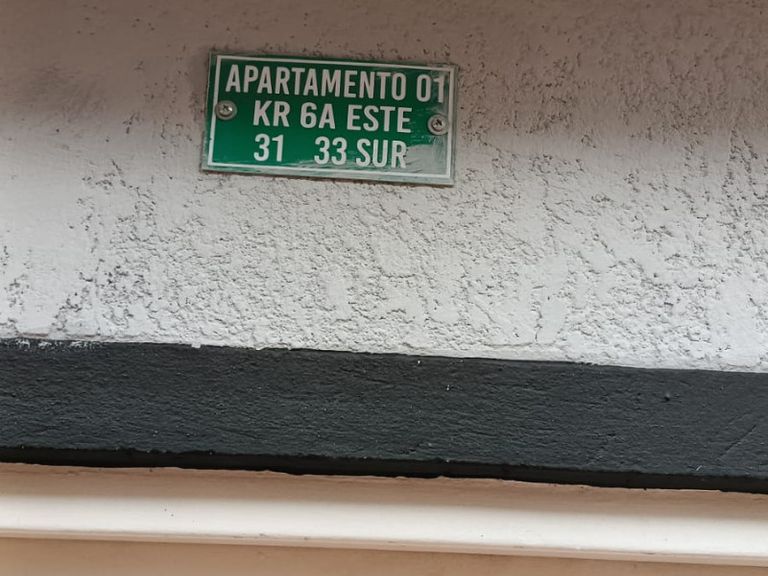 APARTAMENTO 01
KR 6A ESTE
31 33 SUR